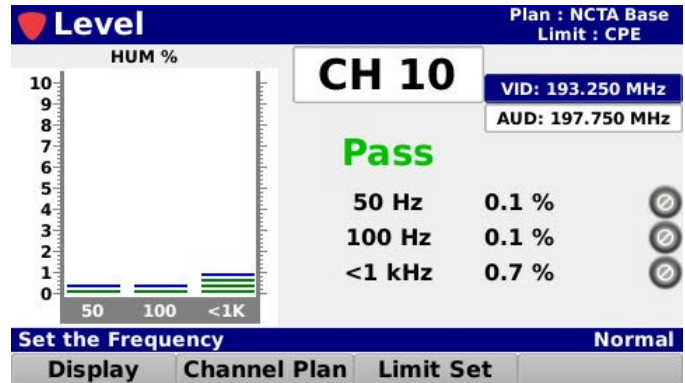 Level
Plan : NCTA Base
Limit : CPE
HUM %
10
9
8
7
6
5
4
3
2
1
0
50 100 <1K
CH 10
VID: 193.250 MHz
AUD: 197.750 MHz
Pass
50 Hz 0.1 %
100 Hz 0.1 %
<1 kHz 0.7 %
Set the Frequency Normal
Display Channel Plan Limit Set